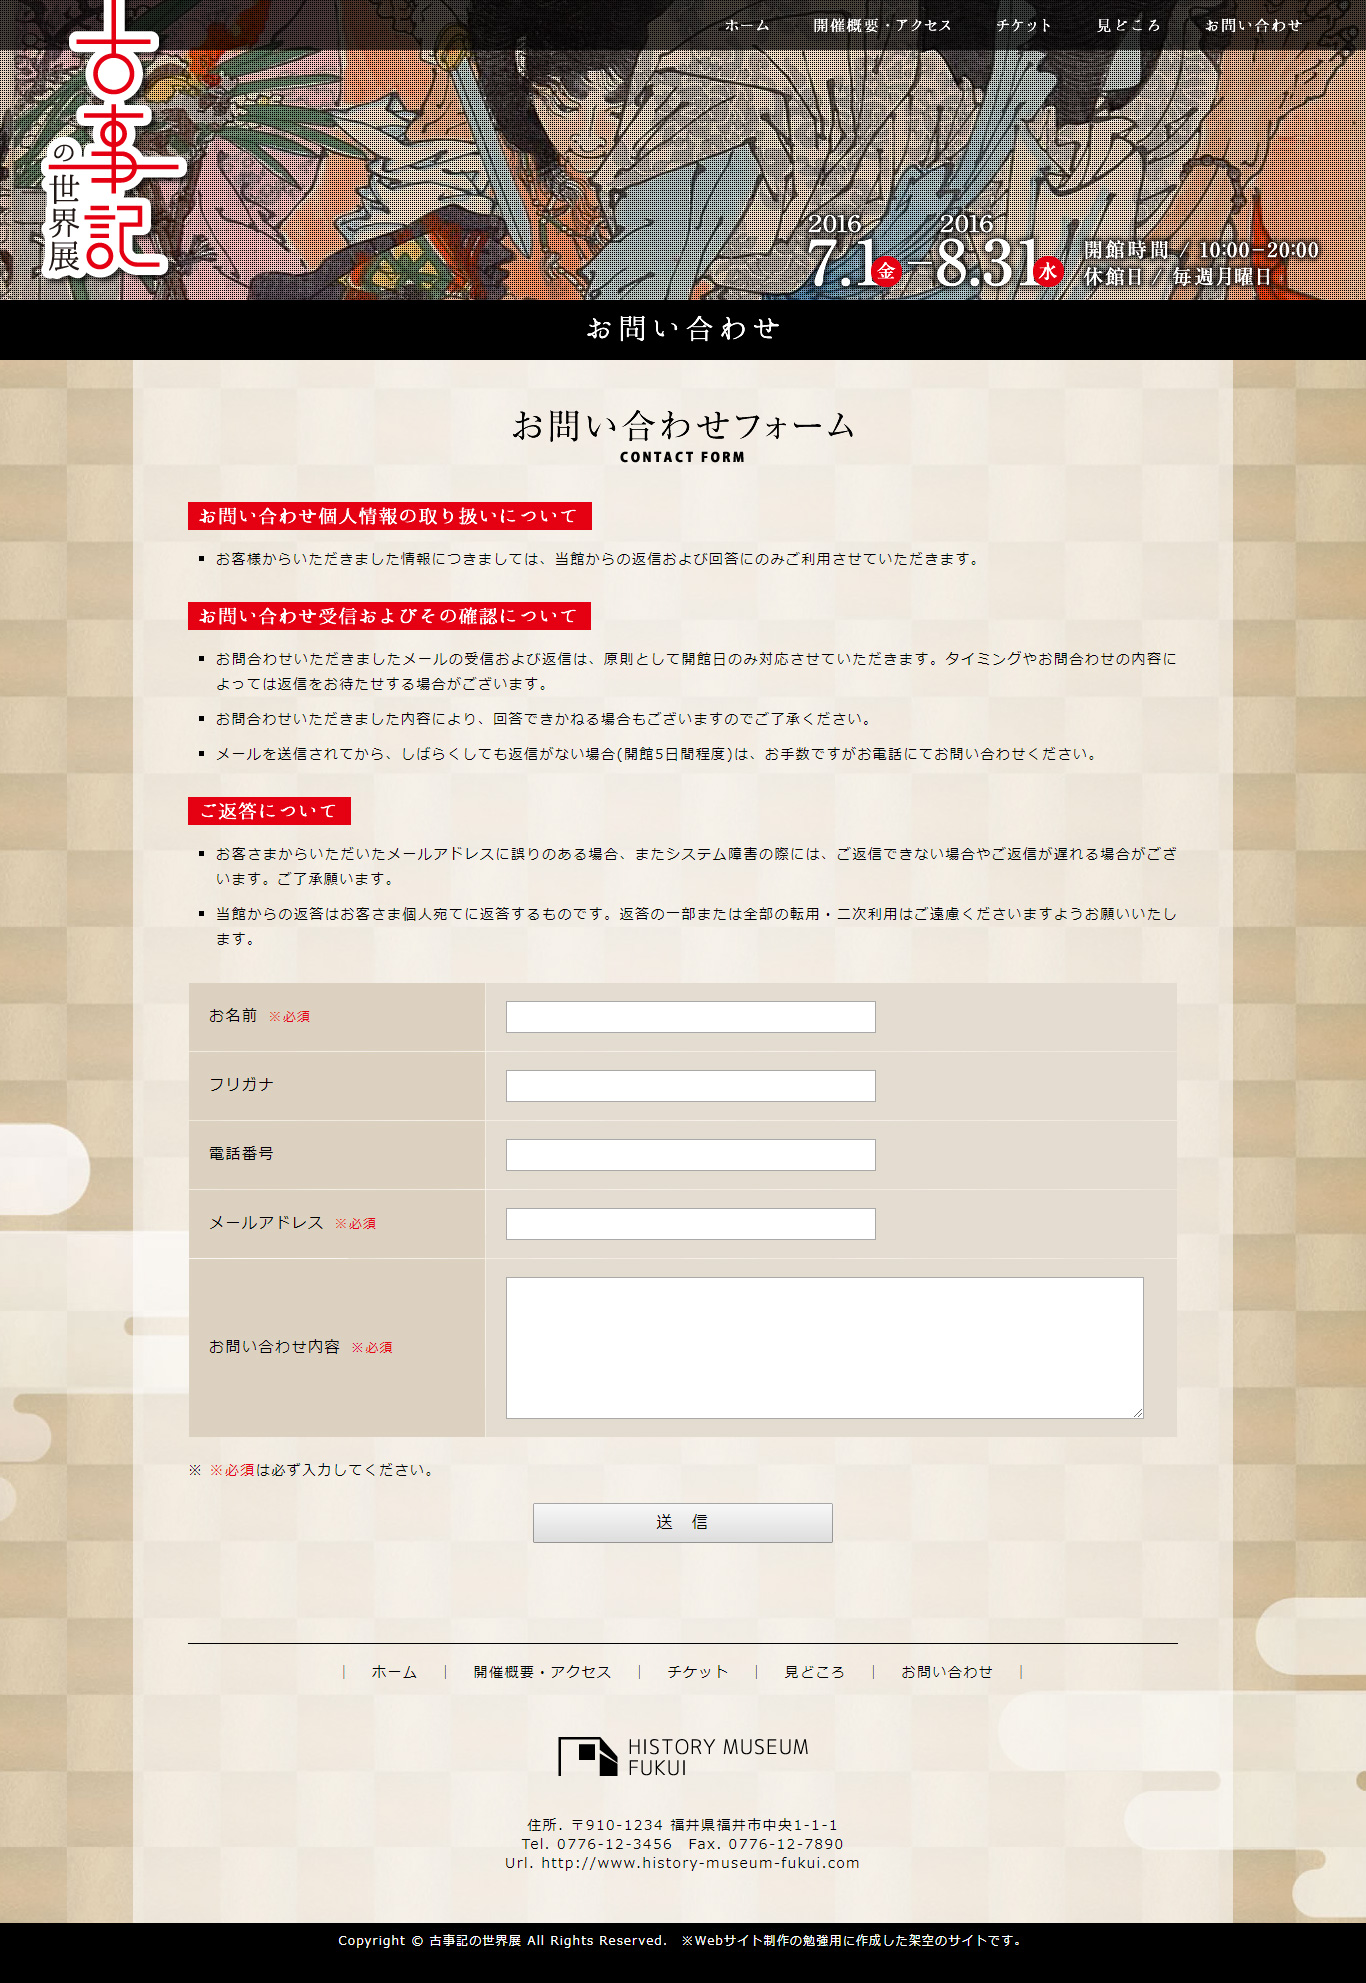 ホーム 開催概要・アクセス チケット 見どころ お問い合わせ
古事記の世界展
2016 7.1金 — 2016 8.31水
開館時間 / 10:00−20:00
休館日 / 毎週月曜日
お問い合わせ
お問い合わせフォーム
CONTACT FORM
お問い合わせ個人情報の取り扱いについて
お客様からいただきました情報につきましては、当館からの返信および回答にのみご利用させていただきます。
お問い合わせ受信およびその確認について
お問合わせいただきましたメールの受信および返信は、原則として開館日のみ対応させていただきます。タイミングやお問合わせの内容に
よっては返信をお待たせする場合がございます。
お問合わせいただきました内容により、回答できかねる場合もございますのでご了承ください。
メールを送信されてから、しばらくしても返信がない場合(開館5日間程度)は、お手数ですがお電話にてお問い合わせください。
ご返答について
お客さまからいただいたメールアドレスに誤りのある場合、またシステム障害の際には、ご返信できない場合やご返信が遅れる場合がござ
います。ご了承願います。
当館からの返答はお客さま個人宛てに返答するものです。返答の一部または全部の転用・二次利用はご遠慮くださいますようお願いいたし
ます。
お名前 ※必須
フリガナ
電話番号
メールアドレス ※必須
お問い合わせ内容 ※必須
※ ※必須は必ず入力してください。
送 信
| ホーム | 開催概要・アクセス | チケット | 見どころ | お問い合わせ |
HISTORY MUSEUM
FUKUI
住所. 〒910-1234 福井県福井市中央1-1-1
Tel. 0776-12-3456 Fax. 0776-12-7890
Url. http://www.history-museum-fukui.com
Copyright © 古事記の世界展 All Rights Reserved. ※Webサイト制作の勉強用に作成した架空のサイトです。